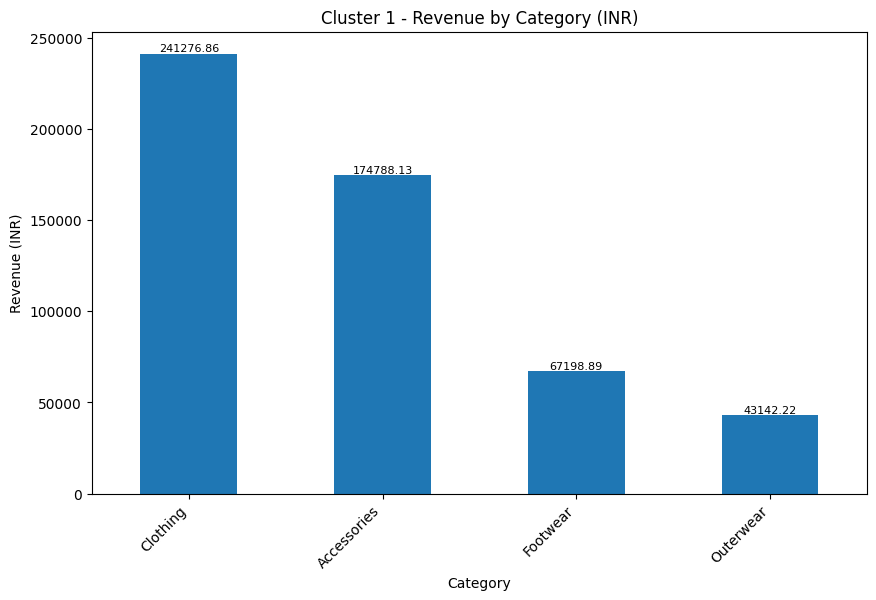 Cluster 1 - Revenue by Category (INR)
Revenue (INR)
250000
200000
150000
100000
50000
0
241276.86
174788.13
67198.89
43142.22
Clothing
Accessories
Footwear
Outerwear
Category